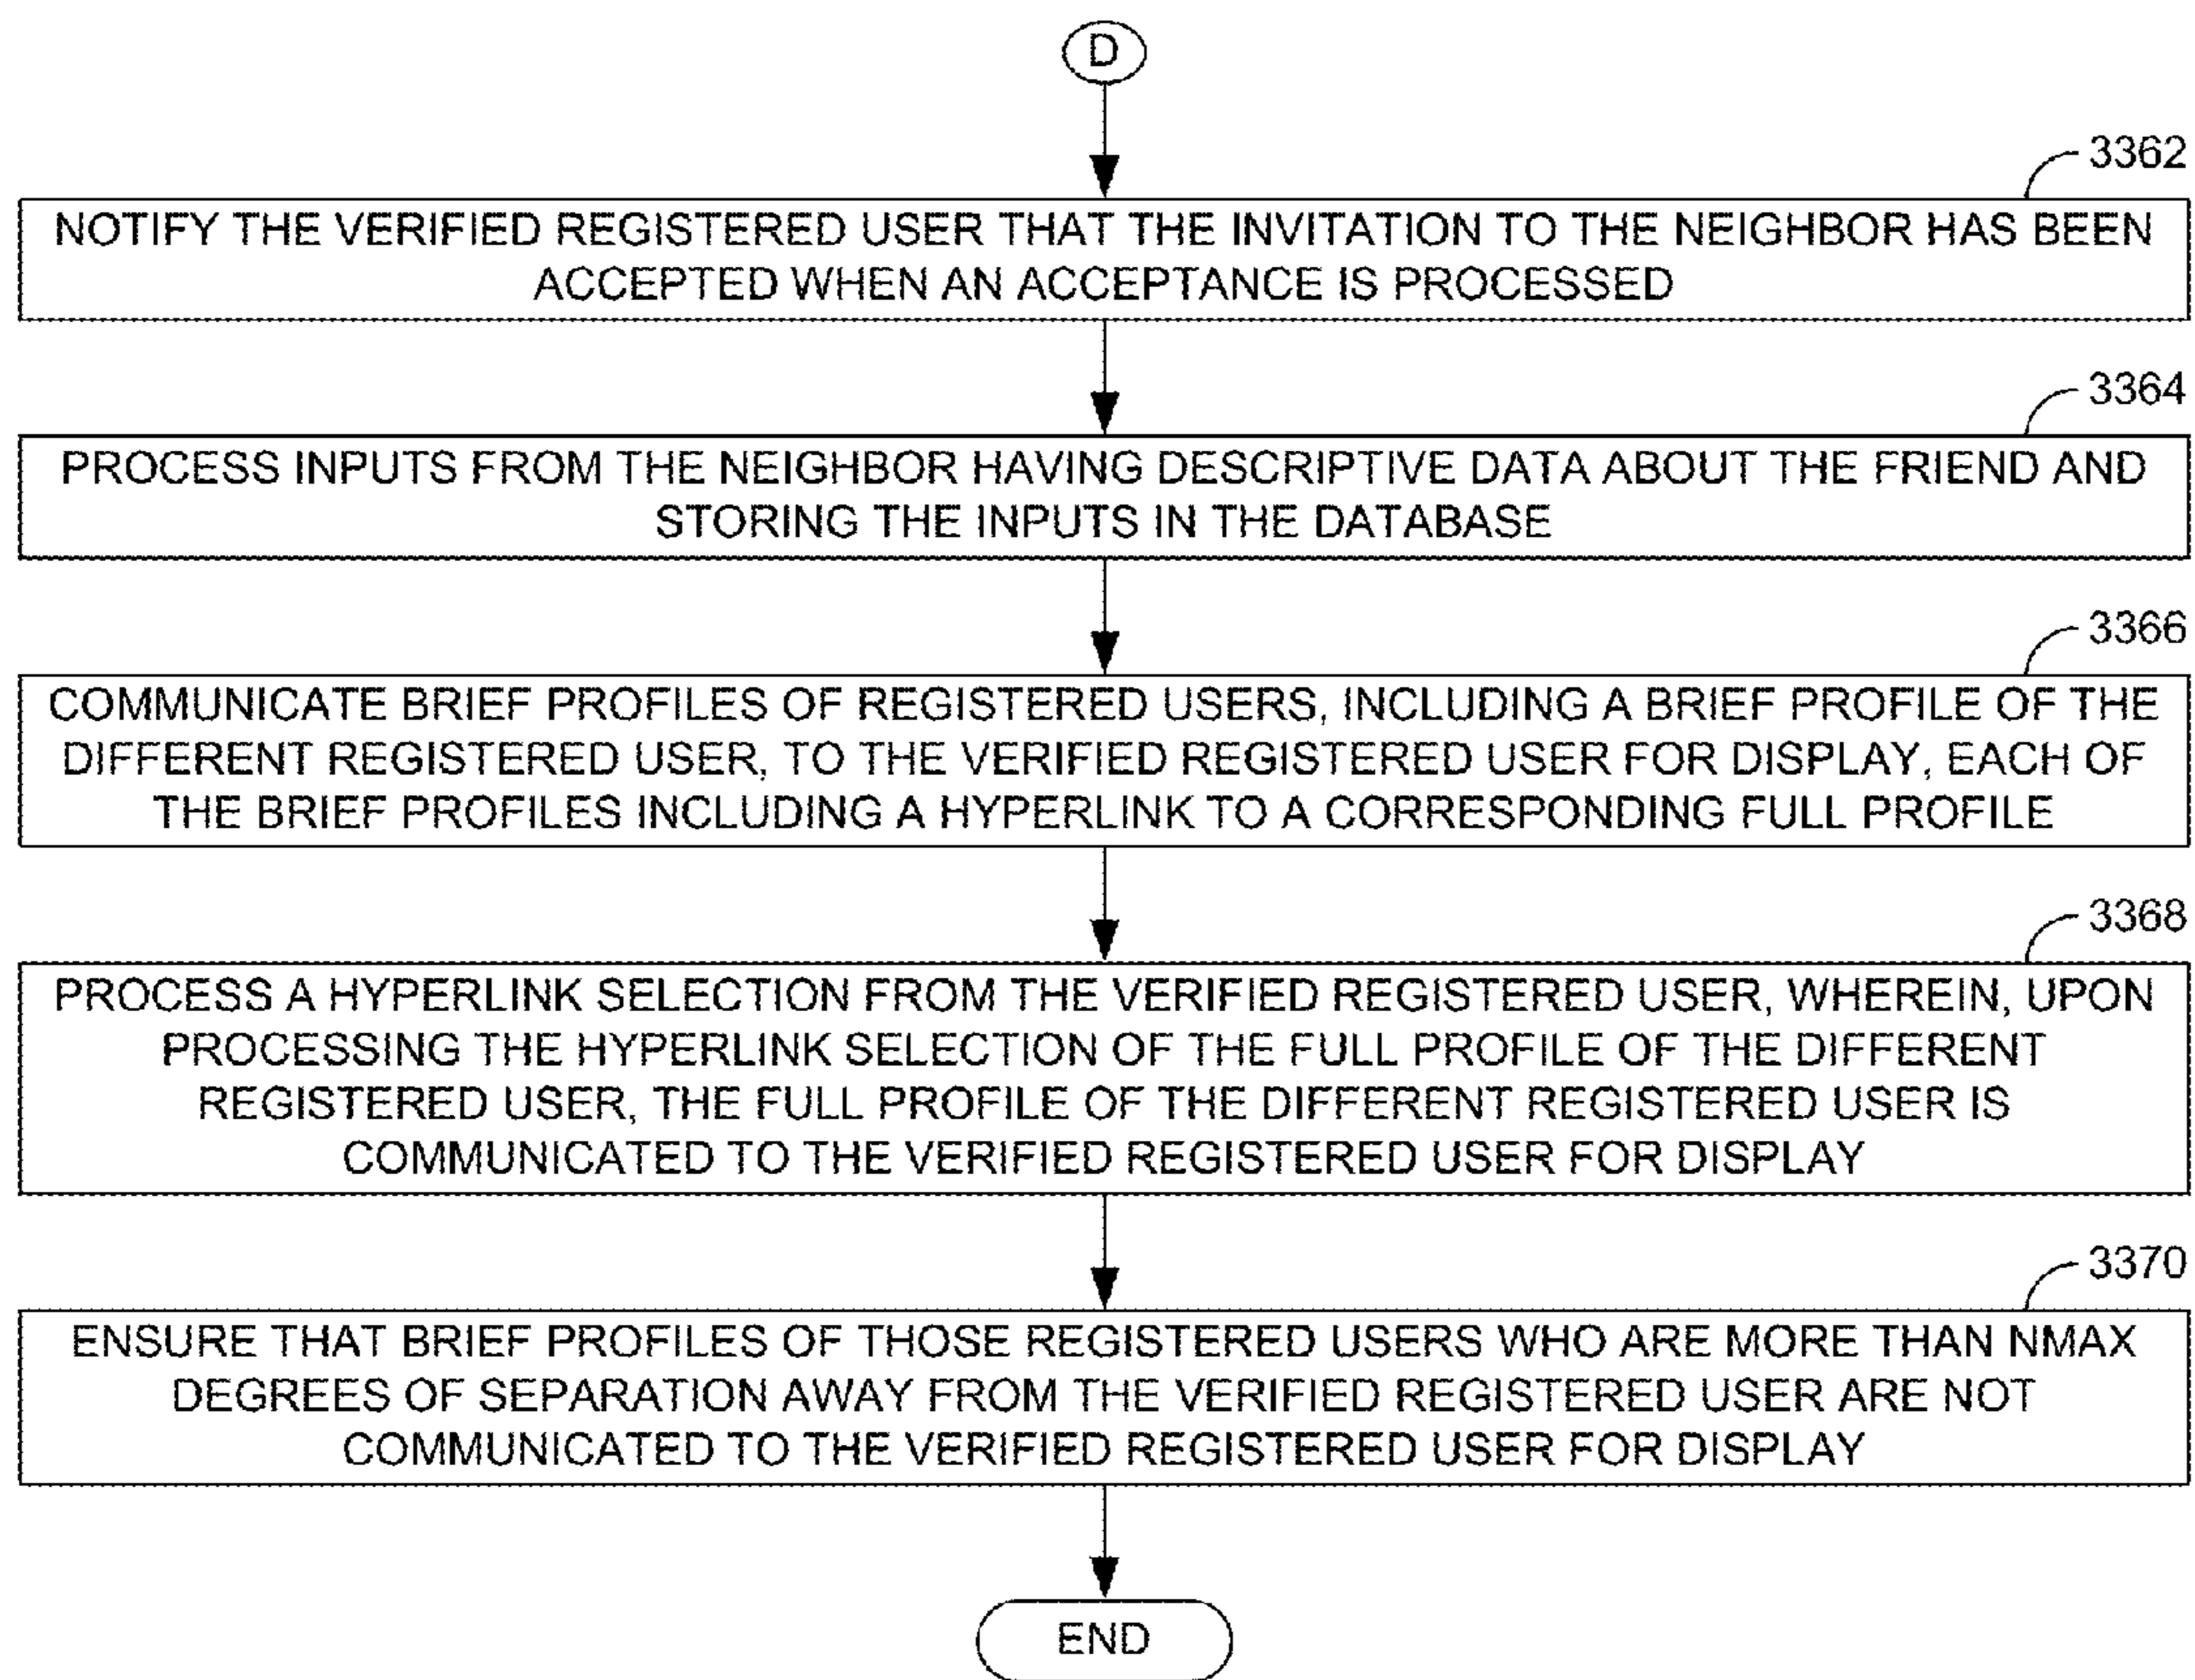 D
3362
NOTIFY THE VERIFIED REGISTERED USER THAT THE INVITATION TO THE NEIGHBOR HAS BEEN
ACCEPTED WHEN AN ACCEPTANCE IS PROCESSED
3364
PROCESS INPUTS FROM THE NEIGHBOR HAVING DESCRIPTIVE DATA ABOUT THE FRIEND AND
STORING THE INPUTS IN THE DATABASE
3366
COMMUNICATE BRIEF PROFILES OF REGISTERED USERS, INCLUDING A BRIEF PROFILE OF THE
DIFFERENT REGISTERED USER, TO THE VERIFIED REGISTERED USER FOR DISPLAY, EACH OF
THE BRIEF PROFILES INCLUDING A HYPERLINK TO A CORRESPONDING FULL PROFILE
3368
PROCESS A HYPERLINK SELECTION FROM THE VERIFIED REGISTERED USER, WHEREIN, UPON
PROCESSING THE HYPERLINK SELECTION OF THE FULL PROFILE OF THE DIFFERENT
REGISTERED USER, THE FULL PROFILE OF THE DIFFERENT REGISTERED USER IS
COMMUNICATED TO THE VERIFIED REGISTERED USER FOR DISPLAY
3370
ENSURE THAT BRIEF PROFILES OF THOSE REGISTERED USERS WHO ARE MORE THAN NMAX
DEGREES OF SEPARATION AWAY FROM THE VERIFIED REGISTERED USER ARE NOT
COMMUNICATED TO THE VERIFIED REGISTERED USER FOR DISPLAY
END